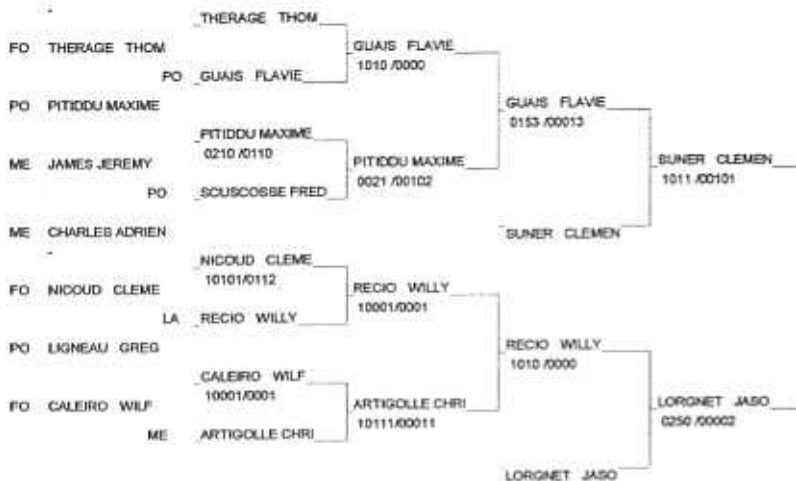 THERAGE THOM
FO THERAGE THOM
GUAIS FLAVIE
1010 /0000
PO GUAIS FLAVIE
PO PITIDDU MAXIME
GUAIS FLAVIE
0153 /00013
PITIDDU MAXIME
0210 /0110
ME JAMES JEREMY
PITIDDU MAXIME
0021 /00102
SUNER CLEMEN
1011 /00101
PO SCUSCOSSE FRED
ME CHARLES ADRIEN
SUNER CLEMEN
NICOUD CLEME
10101/0112
FO NICOUD CLEME
RECIO WILLY
10001/0001
LA RECIO WILLY
PO LIGNEAU GREG
RECIO WILLY
1010 /0000
CALEIRO WILF
10001/0001
FO CALEIRO WILF
ARTIGOLLE CHRI
10111/00011
LORGNET JASO
0250 /00002
ME ARTIGOLLE CHRI
LORGNET JASO